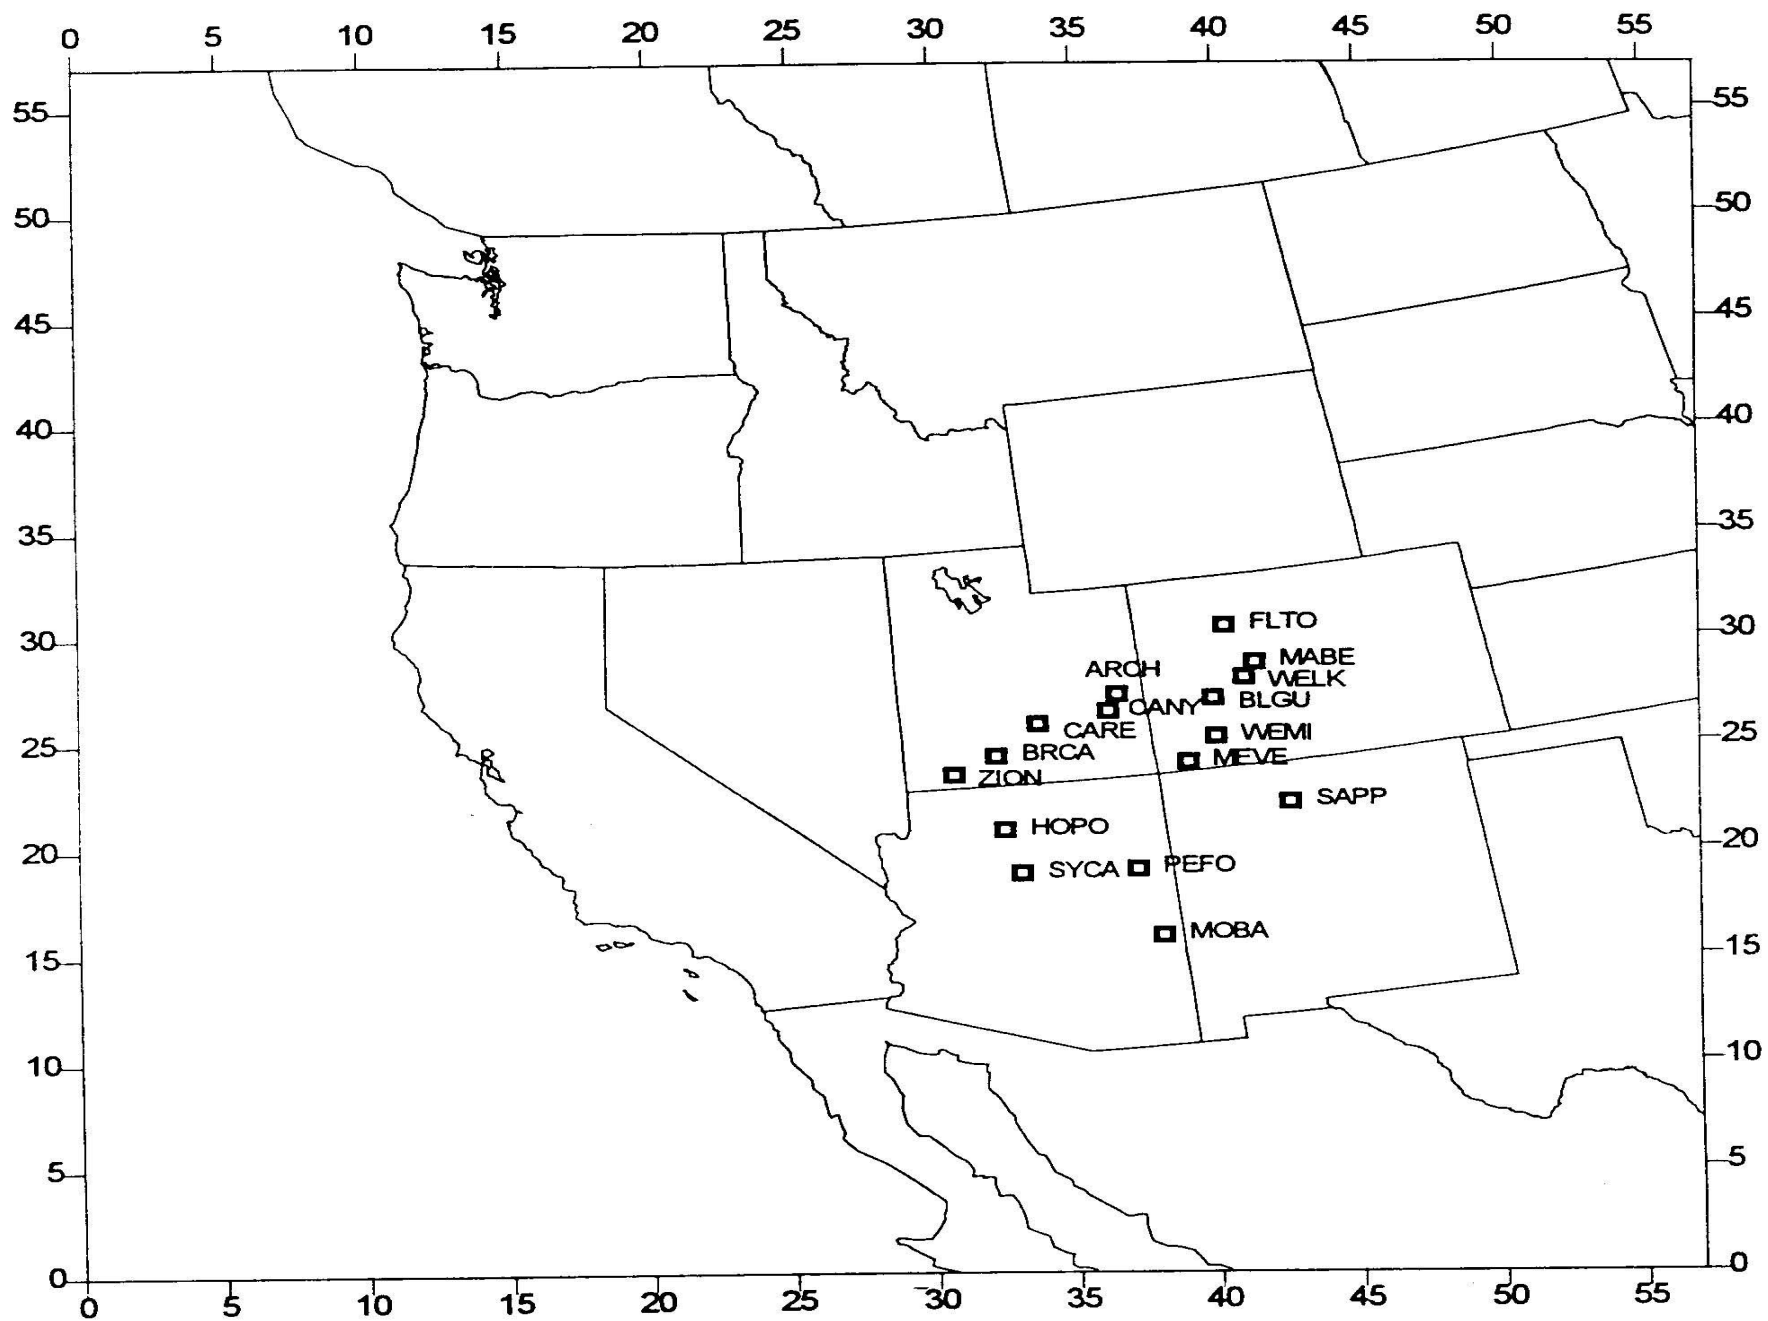 0 5 10 15 20 25 30 35 40 45 50 55
55 55
50 50
45 45
40 40
35 35
30 FLTO 30
MABE
ARCH WELK
CANY BLGU
CARE WEMI
25 BRCA MEVE 25
ZION
SAPP
HOPO
20 SYCA PEFO 20
MOBA
15 15
10 10
5 5
0 0
0 5 10 15 20 25 30 35 40 45 50 55